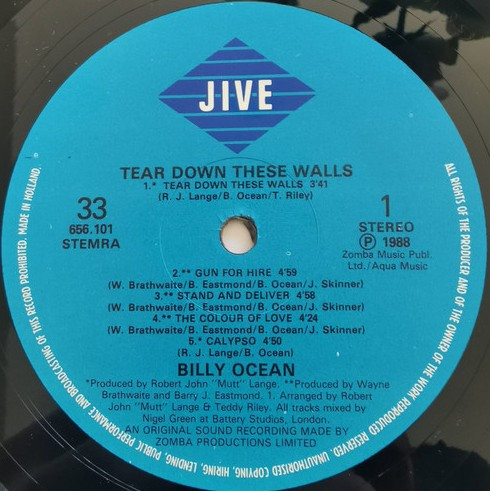 JIVE
TEAR DOWN THESE WALLS
1.* TEAR DOWN THESE WALLS 3'41
(R. J. Lange/B. Ocean/T. Riley)
33
656.101
STEMRA
1
STEREO
Ⓟ 1988
Zomba Music Publ.
Ltd./Aqua Music
2.** GUN FOR HIRE 4'59
(W. Brathwaite/B. Eastmond/B. Ocean/J. Skinner)
3.** STAND AND DELIVER 4'58
(W. Brathwaite/B. Eastmond/B. Ocean/J. Skinner)
4.** THE COLOUR OF LOVE 4'24
(W. Brathwaite/B. Eastmond/B. Ocean/J. Skinner)
5.* CALYPSO 4'50
(R. J. Lange/B. Ocean)
BILLY OCEAN
*Produced by Robert John "Mutt" Lange. **Produced by Wayne
Brathwaite and Barry J. Eastmond. 1. Arranged by Robert
John "Mutt" Lange & Teddy Riley. All tracks mixed by
Nigel Green at Battery Studios, London.
AN ORIGINAL SOUND RECORDING MADE BY
ZOMBA PRODUCTIONS LIMITED
ALL RIGHTS OF THE PRODUCER AND OF THE OWNER OF THE WORK REPRODUCED RESERVED. UNAUTHORISED COPYING, HIRING, LENDING, PUBLIC PERFORMANCE AND BROADCASTING OF THIS RECORD PROHIBITED. MADE IN HOLLAND.